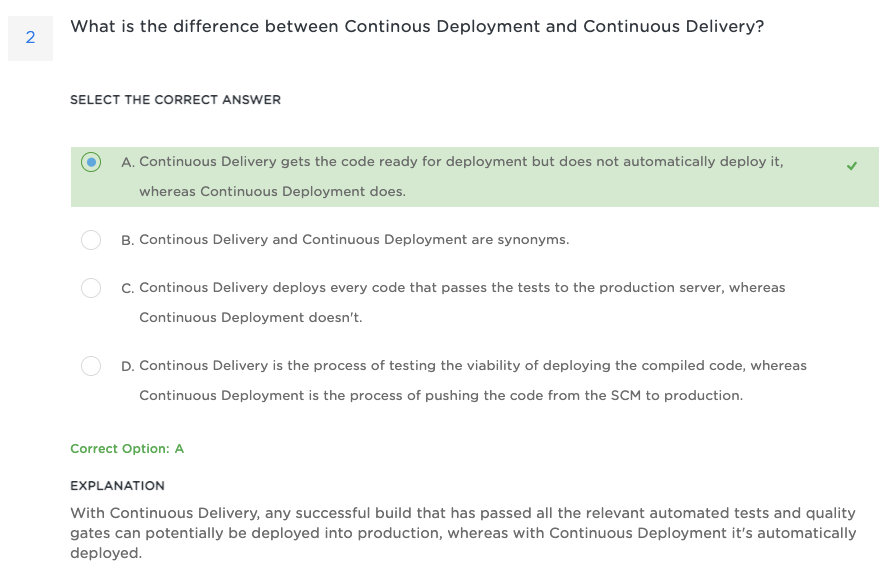 2
What is the difference between Continous Deployment and Continuous Delivery?
SELECT THE CORRECT ANSWER
A. Continuous Delivery gets the code ready for deployment but does not automatically deploy it,
whereas Continuous Deployment does.
B. Continous Delivery and Continuous Deployment are synonyms.
C. Continous Delivery deploys every code that passes the tests to the production server, whereas
Continuous Deployment doesn't.
D. Continous Delivery is the process of testing the viability of deploying the compiled code, whereas
Continuous Deployment is the process of pushing the code from the SCM to production.
Correct Option: A
EXPLANATION
With Continuous Delivery, any successful build that has passed all the relevant automated tests and quality
gates can potentially be deployed into production, whereas with Continuous Deployment it's automatically
deployed.